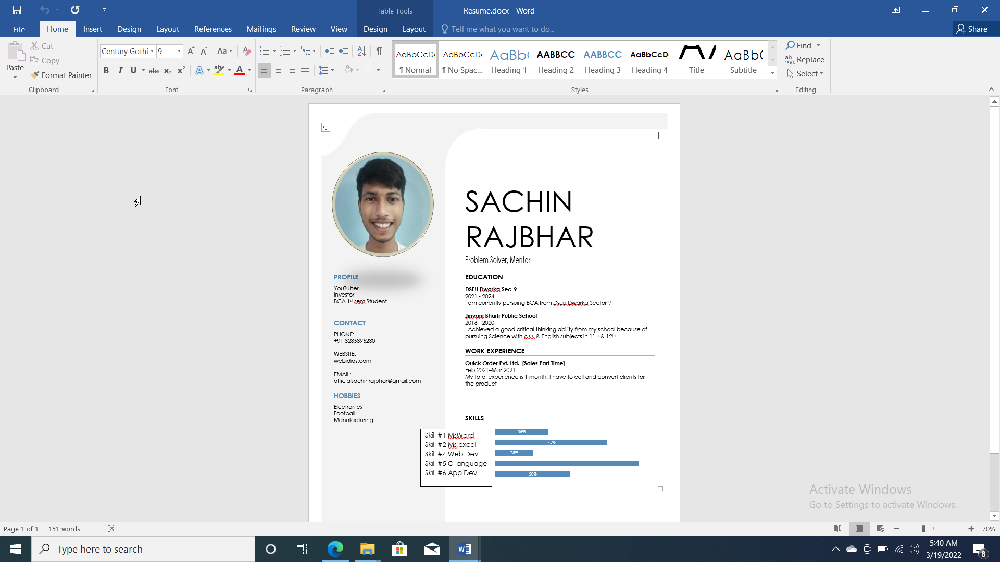 Table Tools
Resume.docx - Word
File
Home
Insert
Design
Layout
References
Mailings
Review
View
Design
Layout
Tell me what you want to do...
Share
Paste
Cut
Copy
Format Painter
Clipboard
Century Gothi
9
Aa
B I U abc x₂ x²
A ab A
Font
Paragraph
AaBbCcDc
¶ Normal
AaBbCcDc
¶ No Spac...
AaBb(
Heading 1
AABBCC
Heading 2
AABBCC
Heading 3
AaBbCcDc
Heading 4
Title
AaBbC
Subtitle
Styles
Find
Replace
Select
Editing
SACHIN
RAJBHAR
Problem Solver, Mentor
PROFILE
YouTuber
Investor
BCA 1st sem Student
CONTACT
PHONE:
+91 8285895280
WEBSITE:
webidias.com
EMAIL:
officialsachinrajbhar@gmail.com
HOBBIES
Electronics
Football
Manufacturing
EDUCATION
DSEU Dwarka Sec-9
2021 - 2024
I am currently pursuing BCA from Dseu Dwarka Sector-9
Jinvani Bharti Public School
2016 - 2020
I Achieved a good critical thinking ability from my school because of
pursuing Science with c++ & English subjects in 11th & 12th
WORK EXPERIENCE
Quick Order Pvt. Ltd. [Sales Part Time]
Feb 2021–Mar 2021
My total experience is 1 month, I have to call and convert clients for
the product
SKILLS
Skill #1 MsWord
Skill #2 Ms excel
Skill #4 Web Dev
Skill #5 C language
Skill #6 App Dev
35%
75%
25%
50%
Activate Windows
Go to Settings to activate Windows.
Page 1 of 1
151 words
70%
Type here to search
5:40 AM
3/19/2022
8